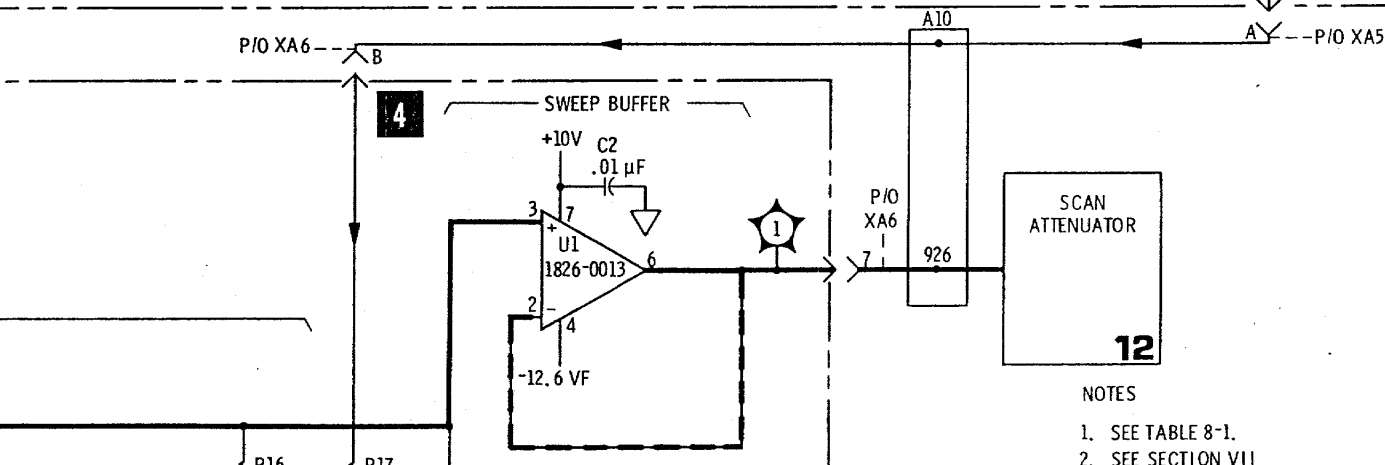 A10
P/O XA6
B
A
P/O XA5
4
SWEEP BUFFER
+10V
C2
.01 µF
3
7
+
U1
1826-0013
6
2
-
4
-12.6 VF
1
P/O
XA6
7
926
SCAN
ATTENUATOR
12
NOTES
1. SEE TABLE 8-1.
2. SEE SECTION VII
R16
R17